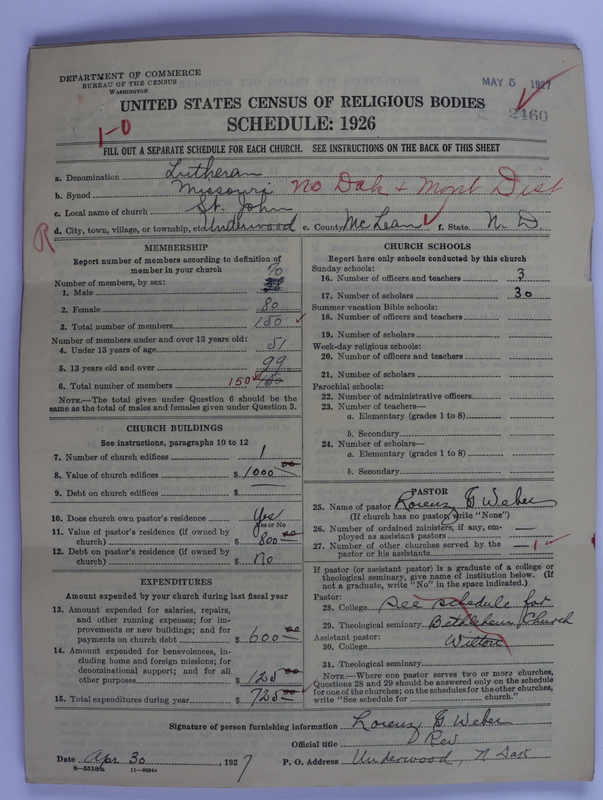 DEPARTMENT OF COMMERCE
BUREAU OF THE CENSUS
WASHINGTON
MAY 5 1927
2460
UNITED STATES CENSUS OF RELIGIOUS BODIES
SCHEDULE: 1926
1-0
FILL OUT A SEPARATE SCHEDULE FOR EACH CHURCH. SEE INSTRUCTIONS ON THE BACK OF THIS SHEET
a. Denomination Lutheran
b. Synod Missouri No Dak + Mont Dist
c. Local name of church St. John
R
d. City, town, village, or township, etc. Underwood e. County McLean f. State N. D.
MEMBERSHIP
Report number of members according to definition of
member in your church
Number of members, by sex:
1. Male 70
2. Female 80
3. Total number of members 150
Number of members under and over 13 years old:
4. Under 13 years of age 51
5. 13 years old and over 99
6. Total number of members 150
NOTE.—The total given under Question 6 should be
same as the total of males and females given under Question 3.
CHURCH BUILDINGS
See instructions, paragraphs 10 to 12
7. Number of church edifices 1
8. Value of church edifices $ 1000 00
9. Debt on church edifices $
10. Does church own pastor's residence Yes
Yes or No
11. Value of pastor's residence (if owned by
church) $ 800 00
12. Debt on pastor's residence (if owned by
church) $ No
EXPENDITURES
Amount expended by your church during last fiscal year
13. Amount expended for salaries, repairs,
and other running expenses; for im-
provements or new buildings; and for
payments on church debt $ 600 00
14. Amount expended for benevolences, in-
cluding home and foreign missions; for
denominational support; and for all
other purposes $ 125 00
15. Total expenditures during year $ 725 00
CHURCH SCHOOLS
Report here only schools conducted by this church
Sunday schools:
16. Number of officers and teachers 3
17. Number of scholars 30
Summer vacation Bible schools:
18. Number of officers and teachers
19. Number of scholars
Week-day religious schools:
20. Number of officers and teachers
21. Number of scholars
Parochial schools:
22. Number of administrative officers
23. Number of teachers—
a. Elementary (grades 1 to 8)
b. Secondary
24. Number of scholars—
a. Elementary (grades 1 to 8)
b. Secondary
PASTOR
25. Name of pastor Lorenz G Weber
(If church has no pastor, write "None")
26. Number of ordained ministers, if any, em-
ployed as assistant pastors —
27. Number of other churches served by the
pastor or his assistants — 1
If pastor (or assistant pastor) is a graduate of a college or
theological seminary, give name of institution below. (If
not a graduate, write "No" in the space indicated.)
Pastor:
28. College See schedule for
29. Theological seminary Bethlehem Church
Assistant pastor:
30. College Wilton
31. Theological seminary
NOTE.—Where one pastor serves two or more churches,
Questions 28 and 29 should be answered only on the schedule
for one of the churches; on the schedules for the other churches,
write "See schedule for church."
Signature of person furnishing information Lorenz G. Weber
Official title Rev
Date Apr 30, 1927 P. O. Address Underwood, N Dak